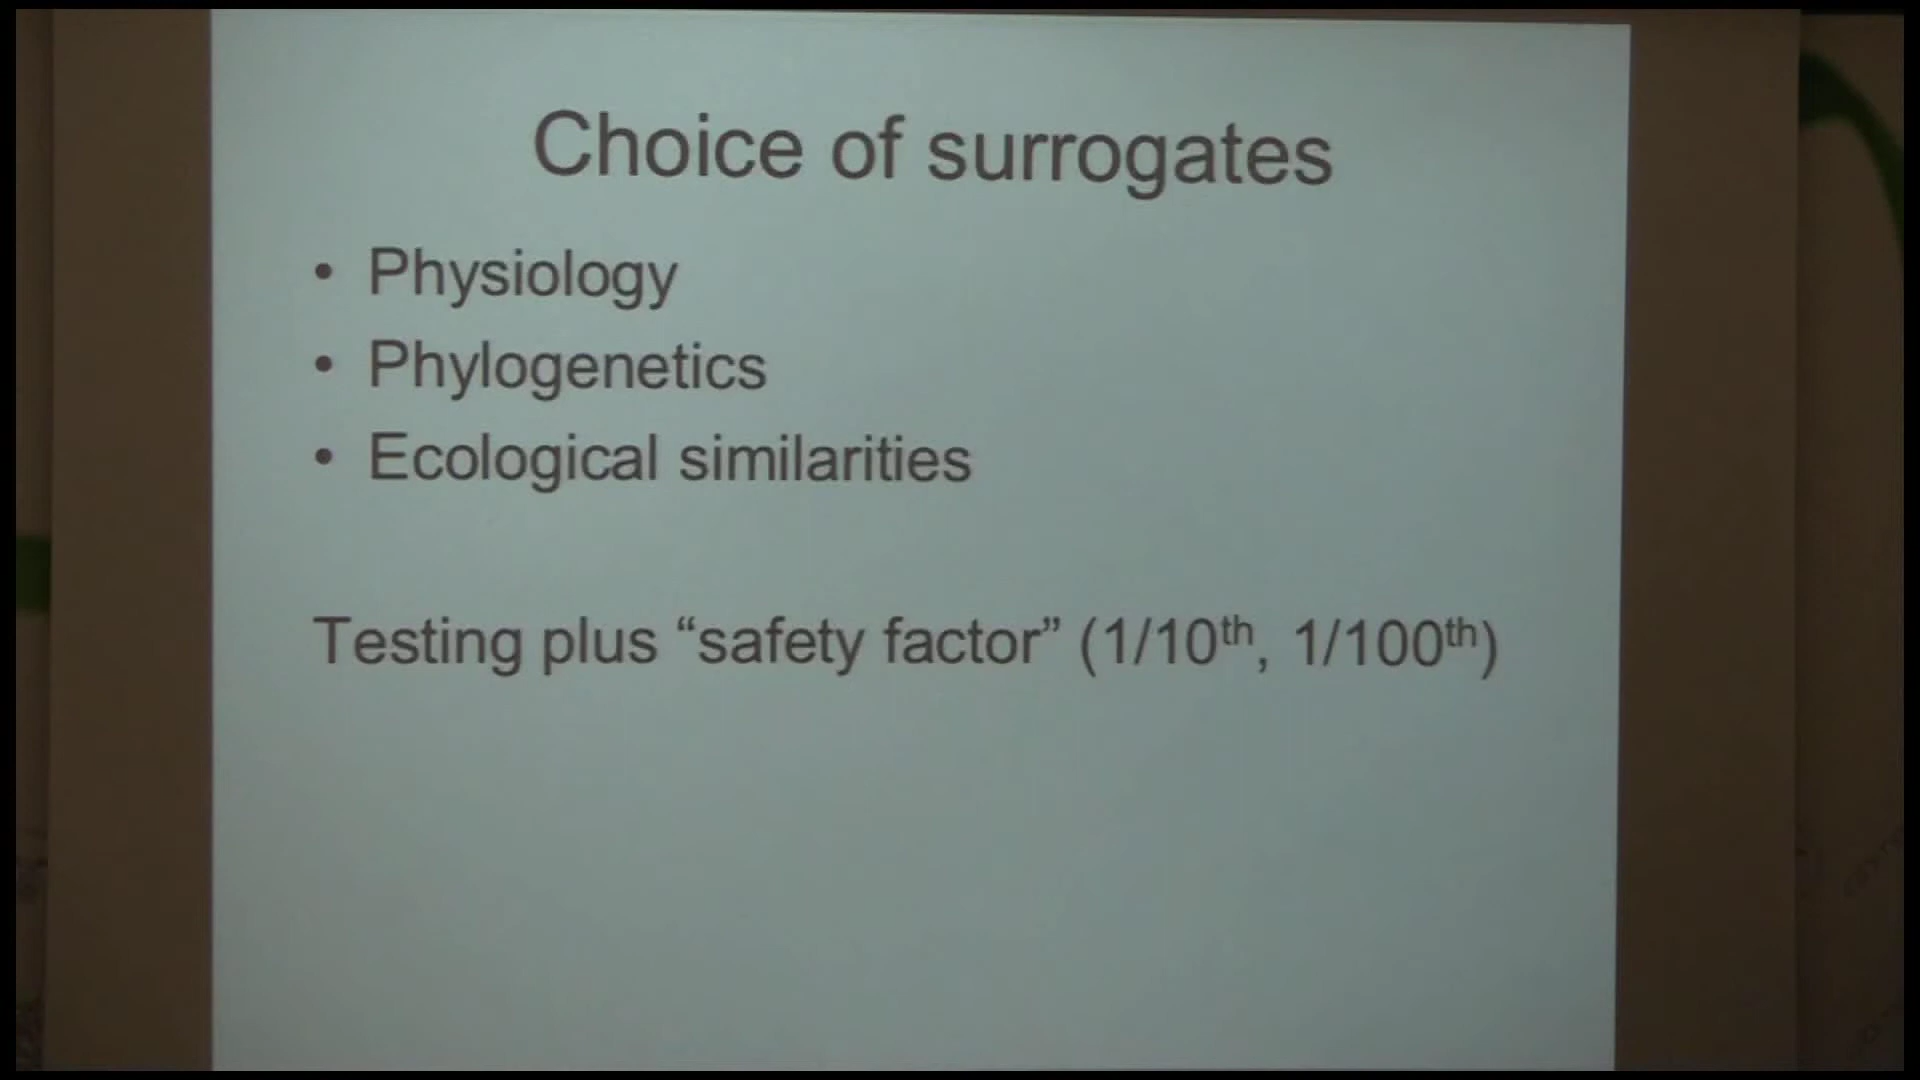 Choice of surrogates
• Physiology
• Phylogenetics
• Ecological similarities
Testing plus “safety factor” (1/10th, 1/100th)